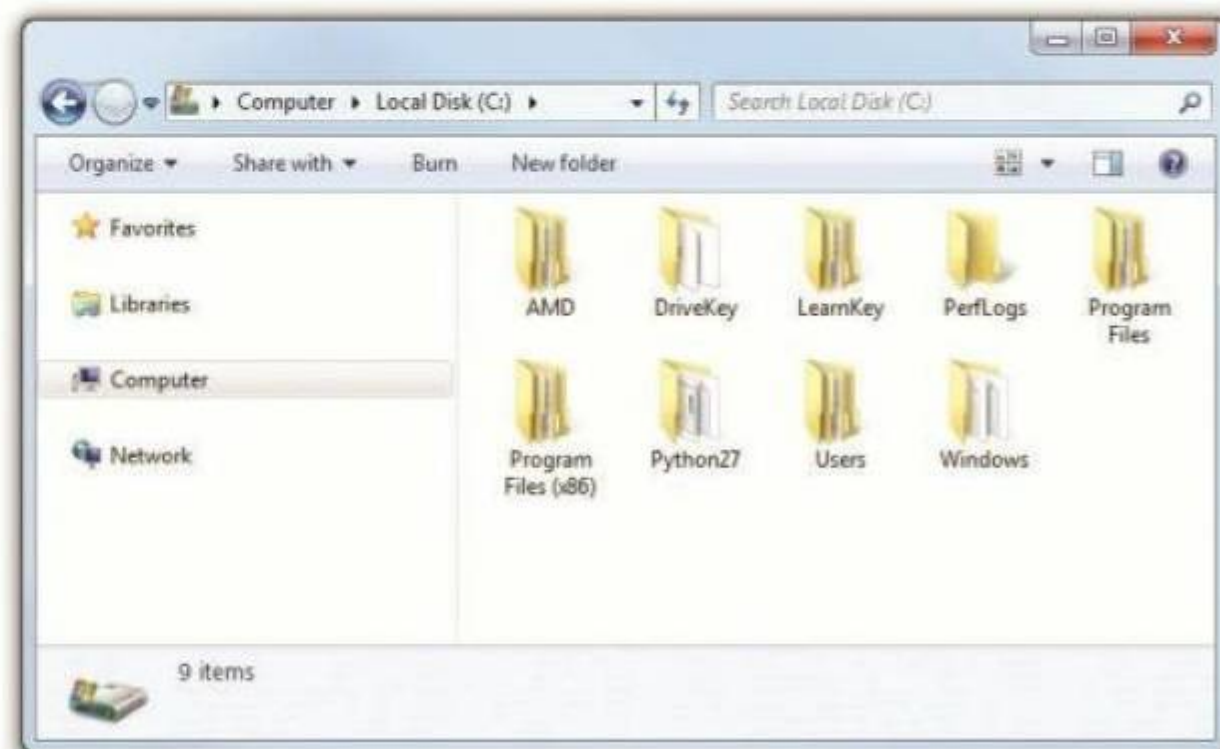 Computer Local Disk (C:)
Search Local Disk (C:)
Organize Share with Burn New folder
Favorites
Libraries
Computer
Network
AMD DriveKey LearnKey PerfLogs Program
Files
Program Python27 Users Windows
Files (x86)
9 items